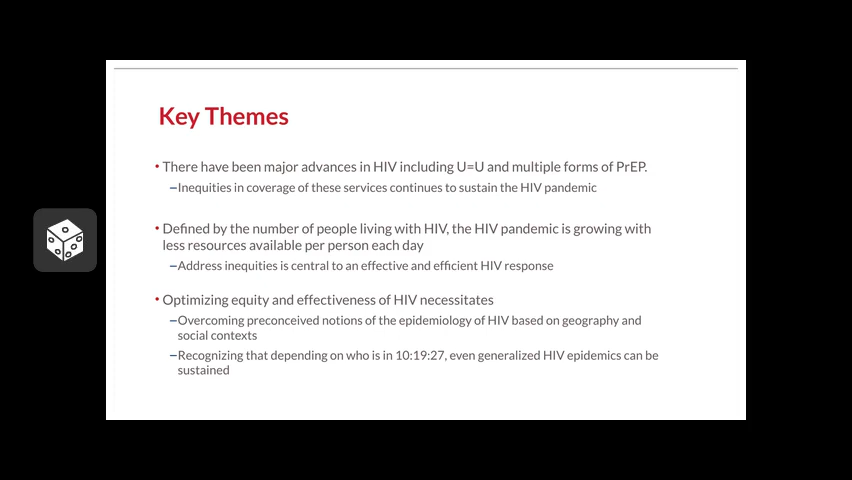 Key Themes
• There have been major advances in HIV including U=U and multiple forms of PrEP.
–Inequities in coverage of these services continues to sustain the HIV pandemic
• Defined by the number of people living with HIV, the HIV pandemic is growing with
less resources available per person each day
–Address inequities is central to an effective and efficient HIV response
• Optimizing equity and effectiveness of HIV necessitates
–Overcoming preconceived notions of the epidemiology of HIV based on geography and
social contexts
–Recognizing that depending on who is in 10:19:27, even generalized HIV epidemics can be
sustained